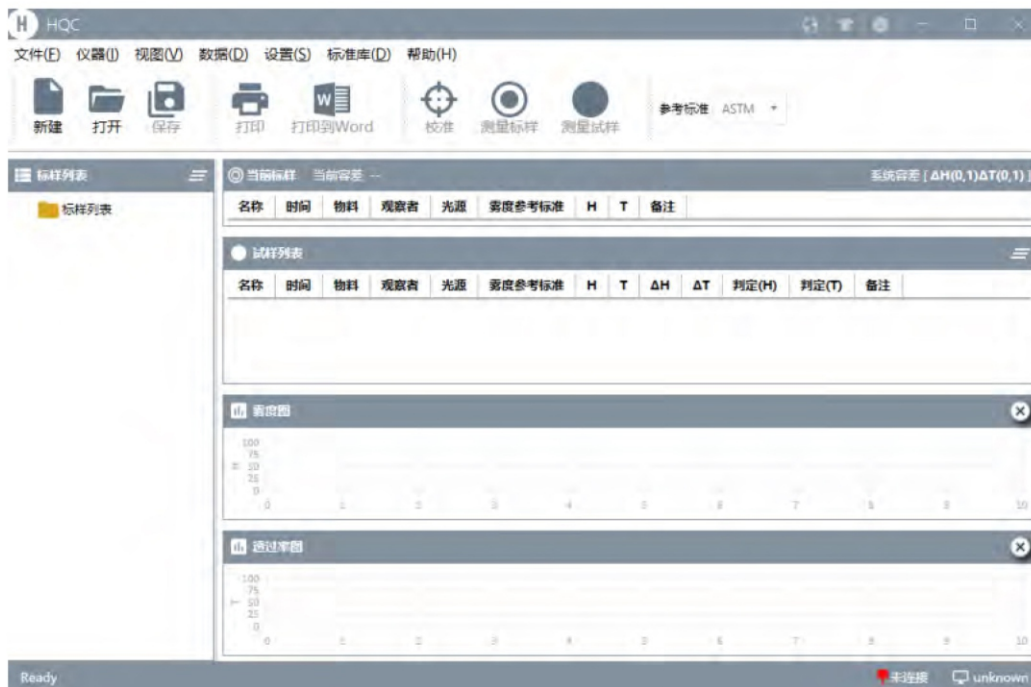 H HQC
文件(F) 仪器(I) 视图(V) 数据(D) 设置(S) 标准库(D) 帮助(H)
新建 打开 保存 打印 打印到Word 校准 测量标样 测量试样 参考标准 ASTM
标样列表
标样列表
当前标样 当前容差 -- 系统容差 [ ΔH(0,1)ΔT(0,1) ]
名称 时间 物料 观察者 光源 雾度参考标准 H T 备注
试样列表
名称 时间 物料 观察者 光源 雾度参考标准 H T ΔH ΔT 判定(H) 判定(T) 备注
雾度图
100
75
50
25
0
H
0 1 2 3 4 5 6 7 8 9 10
透过率图
100
75
50
25
0
T
0 1 2 3 4 5 6 7 8 9 10
Ready 未连接 unknown